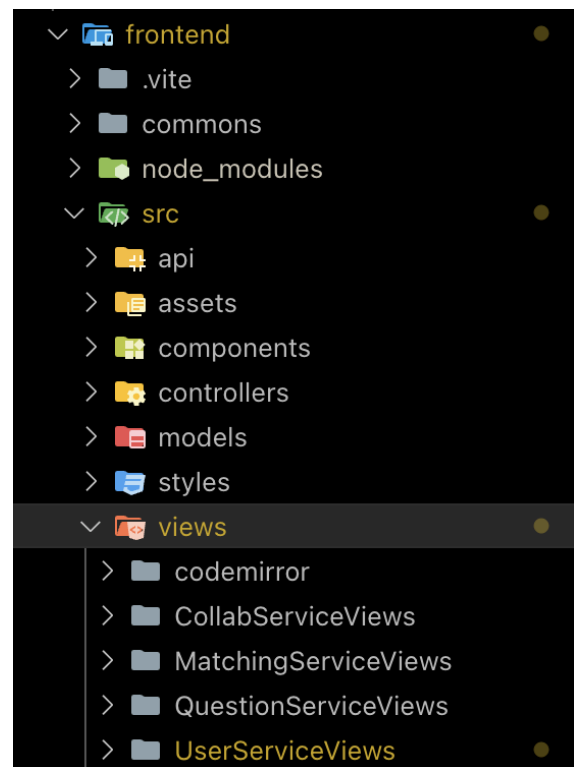 frontend
.vite
commons
node_modules
src
api
assets
components
controllers
models
styles
views
codemirror
CollabServiceViews
MatchingServiceViews
QuestionServiceViews
UserServiceViews